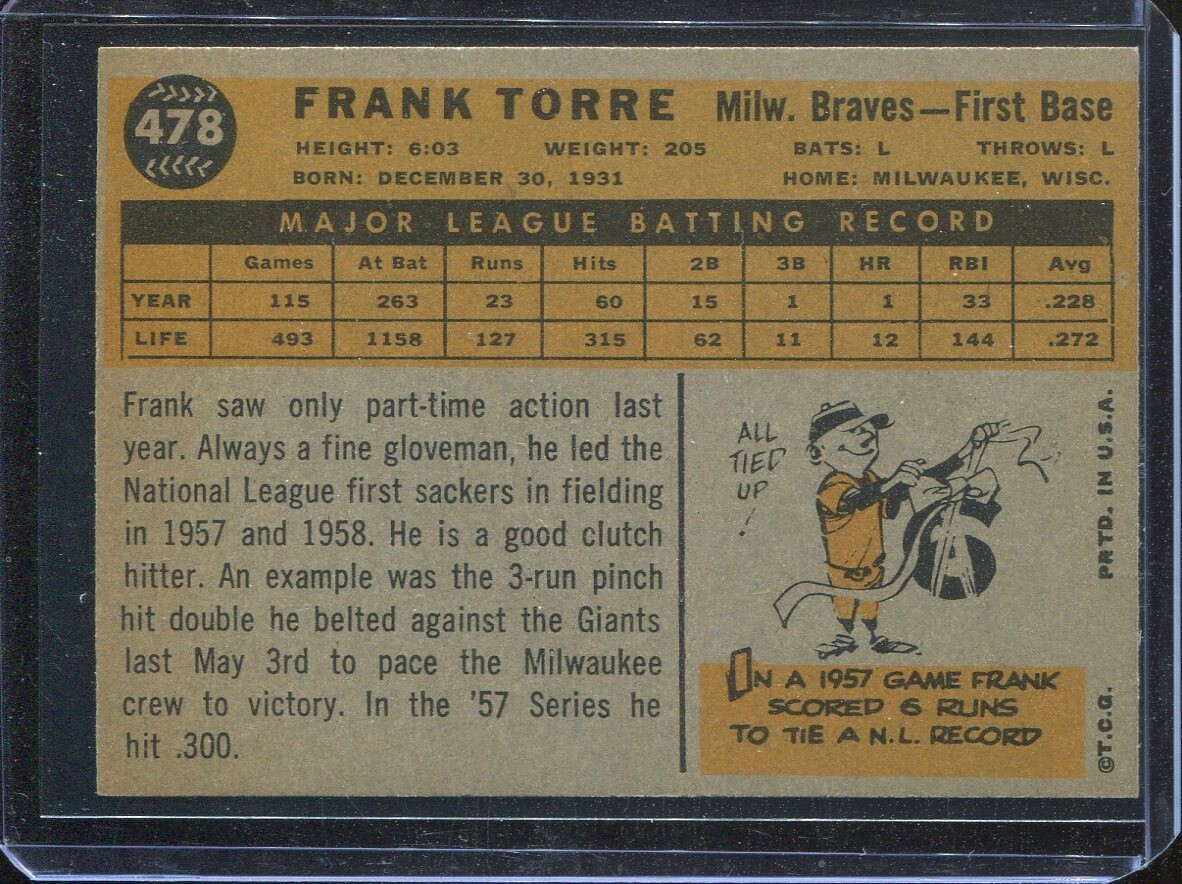 478
FRANK TORRE Milw. Braves—First Base
HEIGHT: 6:03 WEIGHT: 205 BATS: L THROWS: L
BORN: DECEMBER 30, 1931 HOME: MILWAUKEE, WISC.
MAJOR LEAGUE BATTING RECORD
Games At Bat Runs Hits 2B 3B HR RBI Avg
YEAR 115 263 23 60 15 1 1 33 .228
LIFE 493 1158 127 315 62 11 12 144 .272
Frank saw only part-time action last
year. Always a fine gloveman, he led the
National League first sackers in fielding
in 1957 and 1958. He is a good clutch
hitter. An example was the 3-run pinch
hit double he belted against the Giants
last May 3rd to pace the Milwaukee
crew to victory. In the '57 Series he
hit .300.
ALL
TIED
UP
!
6
IN A 1957 GAME FRANK
SCORED 6 RUNS
TO TIE A N.L. RECORD
PRTD. IN U.S.A.
©T.C.G.